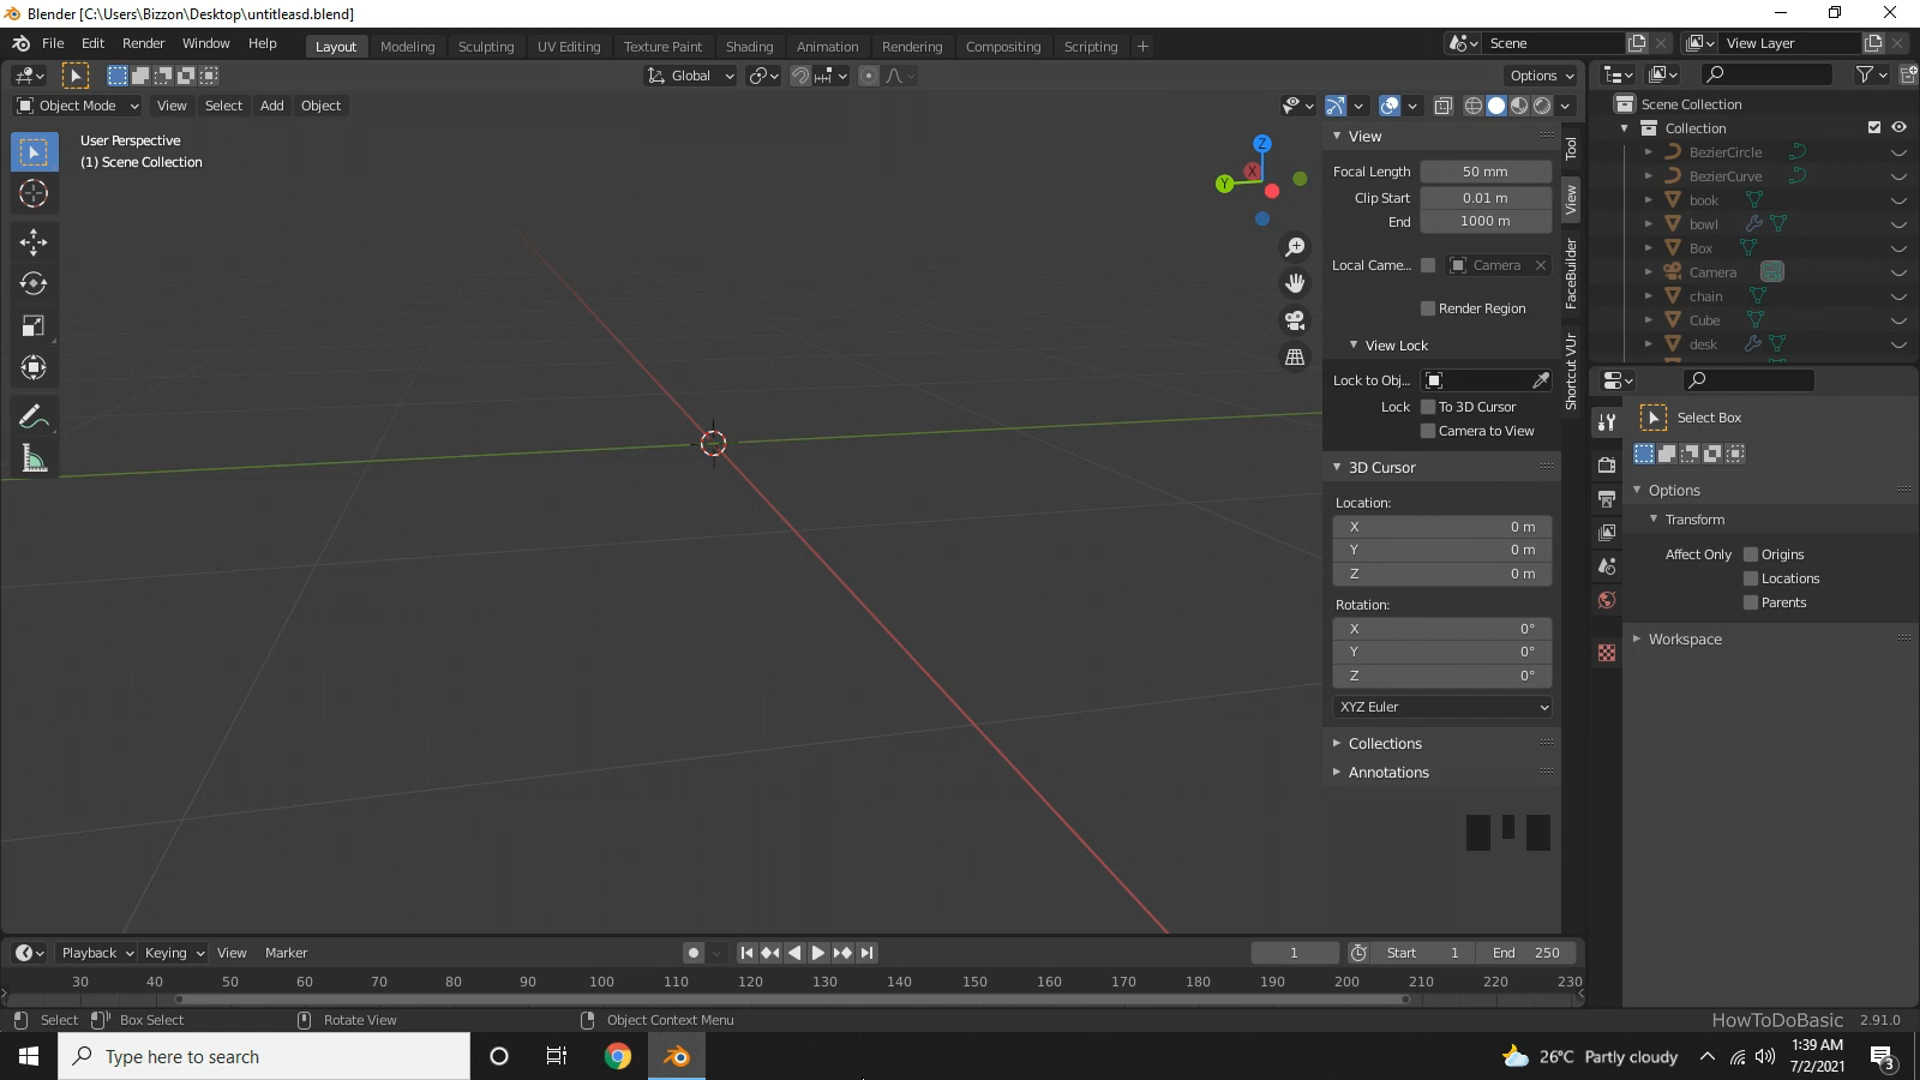 Blender [C:\Users\Bizzon\Desktop\untitleasd.blend]
File Edit Render Window Help Layout Modeling Sculpting UV Editing Texture Paint Shading Animation Rendering Compositing Scripting + Scene View Layer
Global Options
Object Mode View Select Add Object
User Perspective
(1) Scene Collection
Z
X
Y
View
Focal Length 50 mm
Clip Start 0.01 m
End 1000 m
Local Came... Camera
Render Region
View Lock
Lock to Obj...
Lock To 3D Cursor
Camera to View
3D Cursor
Location:
X 0 m
Y 0 m
Z 0 m
Rotation:
X 0°
Y 0°
Z 0°
XYZ Euler
Collections
Annotations
Tool
View
FaceBuilder
Shortcut VUr
Scene Collection
Collection
BezierCircle
BezierCurve
book
bowl
Box
Camera
chain
Cube
desk
Select Box
Options
Transform
Affect Only Origins
Locations
Parents
Workspace
Playback Keying View Marker 1 Start 1 End 250
30 40 50 60 70 80 90 100 110 120 130 140 150 160 170 180 190 200 210 220 230
Select Box Select Rotate View Object Context Menu HowToDoBasic 2.91.0
Type here to search 26°C Partly cloudy 1:39 AM
7/2/2021 3